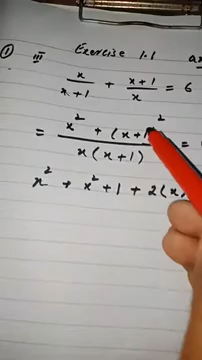 Exercise 1.1
① iii x/x+1 + x+1/x = 6
= x² + (x+1)²/x(x+1) =
x² + x² + 1 + 2(x)